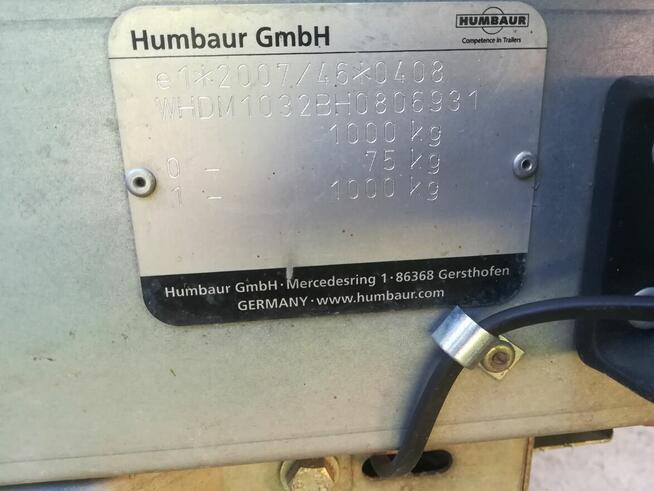 Humbaur GmbH
HUMBAUR
Competence in Trailers
e1*2007/46*0408
WHDM1032BH0806931
1000 kg
0 - 75 kg
1 - 1000 kg
Humbaur GmbH · Mercedesring 1 · 86368 Gersthofen
GERMANY · www.humbaur.com